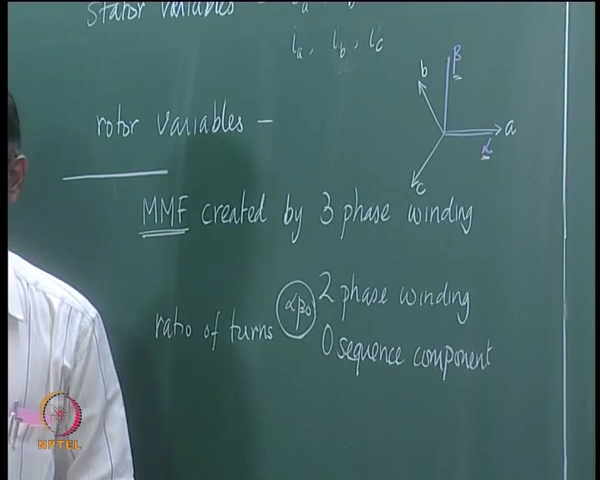 Stator variables -
ia, ib, ic
rotor variables -
b
β
a
α
c
MMF created by 3 phase winding
αβ0
2 phase winding
ratio of turns
0 sequence component
NPTEL